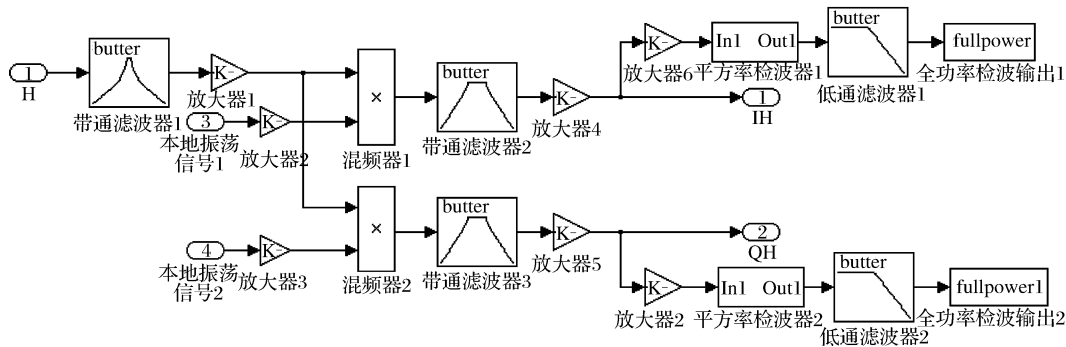 butter
1
H
带通滤波器1
K-
放大器1
3
本地振荡
信号1
K-
放大器2
×
混频器1
butter
带通滤波器2
K-
放大器4
K-
放大器6
In1 Out1
平方率检波器1
butter
低通滤波器1
fullpower
全功率检波输出1
1
IH
4
本地振荡
信号2
K-
放大器3
×
混频器2
butter
带通滤波器3
K-
放大器5
2
QH
K-
放大器2
In1 Out1
平方率检波器2
butter
低通滤波器2
fullpower1
全功率检波输出2